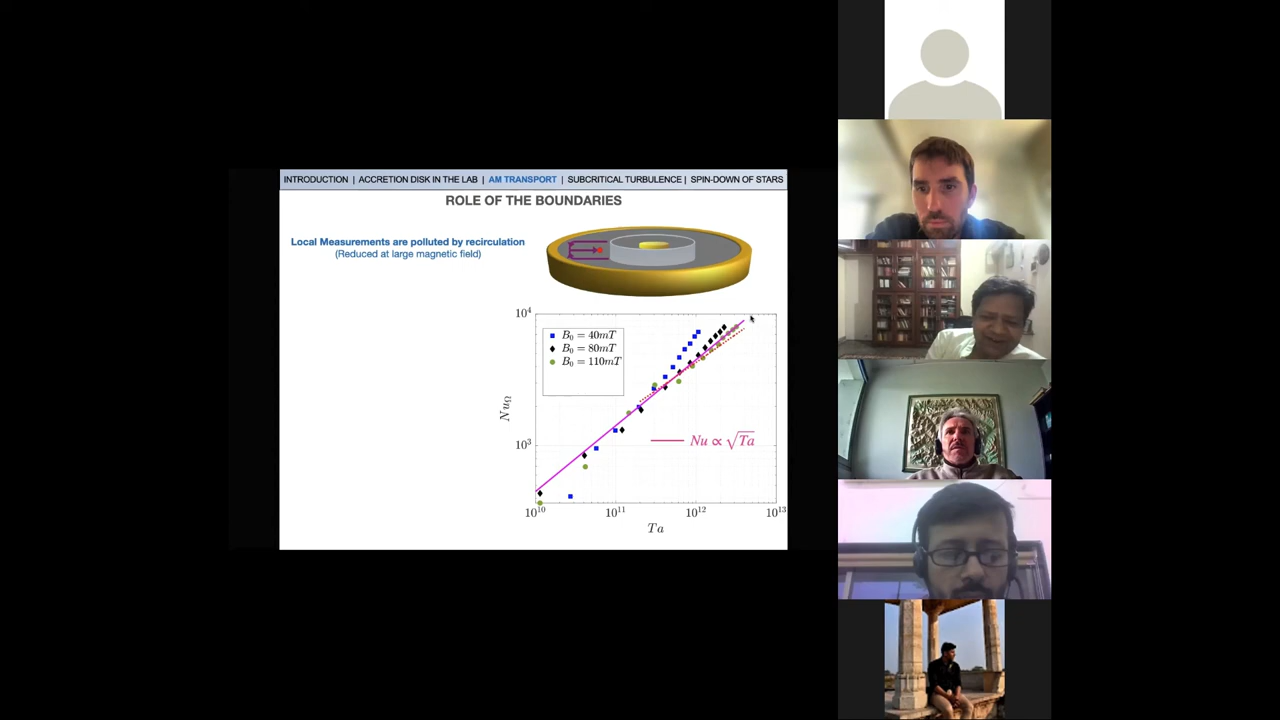 INTRODUCTION | ACCRETION DISK IN THE LAB | AM TRANSPORT | SUBCRITICAL TURBULENCE | SPIN-DOWN OF STARS
ROLE OF THE BOUNDARIES
Local Measurements are polluted by recirculation
(Reduced at large magnetic field)
10⁴
B₀ = 40mT
B₀ = 80mT
B₀ = 110mT
Nu_Ω
Nu ∝ √Ta
10³
10¹⁰ 10¹¹ 10¹² 10¹³
Ta